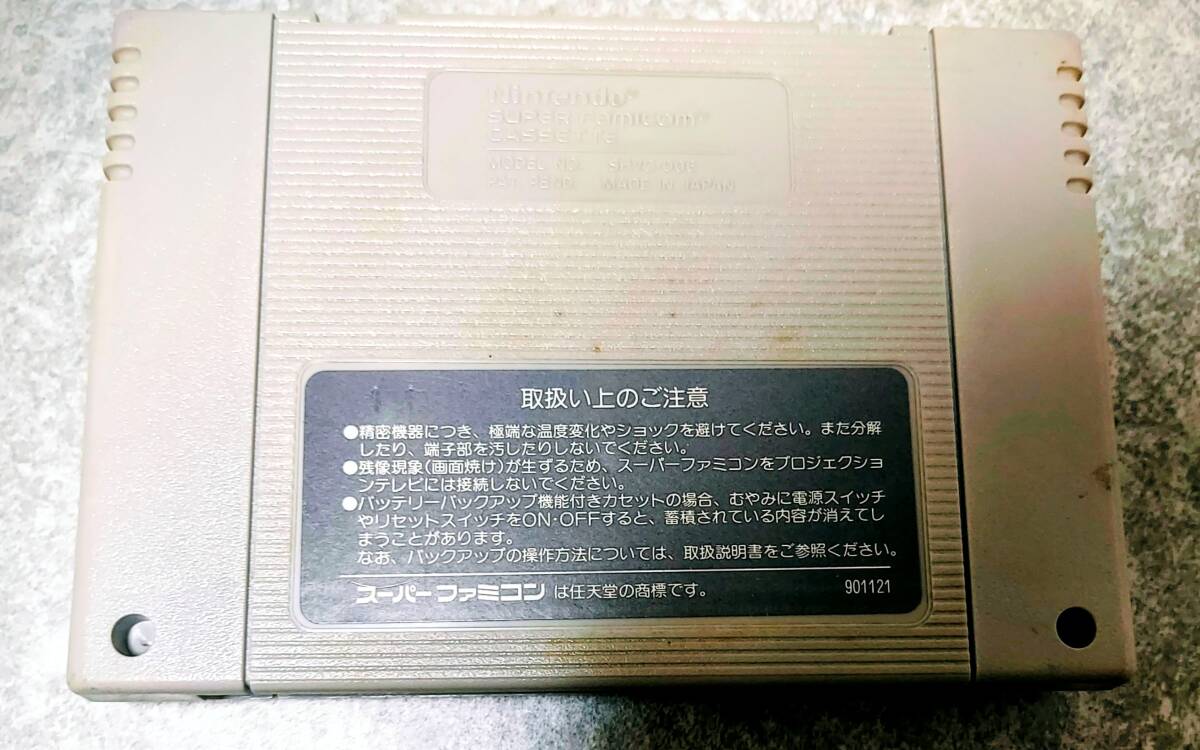 Nintendo®
SUPER FAMICOM®
CASSETTE
MODEL NO. SHVC-006
PAT. PEND. MADE IN JAPAN
取扱い上のご注意
●精密機器につき、極端な温度変化やショックを避けてください。また分解
したり、端子部を汚したりしないでください。
●残像現象(画面焼け)が生ずるため、スーパーファミコンをプロジェクショ
ンテレビには接続しないでください。
●バッテリーバックアップ機能付きカセットの場合、むやみに電源スイッチ
やリセットスイッチをON・OFFすると、蓄積されている内容が消えてし
まうことがあります。
なお、バックアップの操作方法については、取扱説明書をご参照ください。
スーパーファミコン は任天堂の商標です。 901121